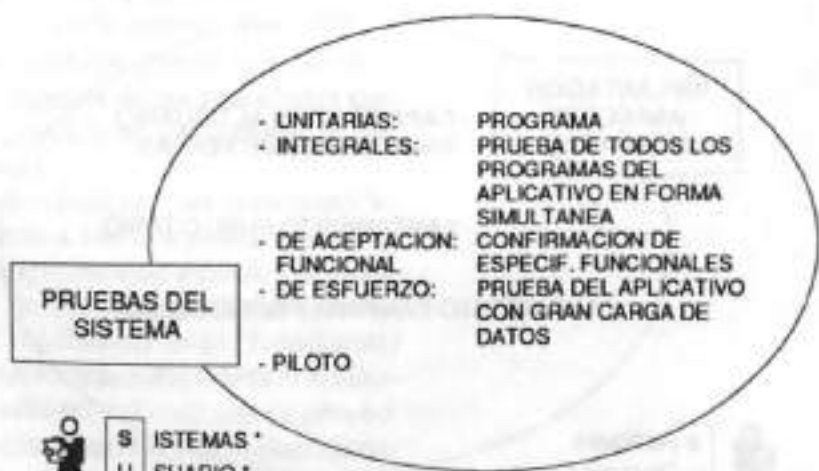 - UNITARIAS: PROGRAMA
- INTEGRALES: PRUEBA DE TODOS LOS
PROGRAMAS DEL
APLICATIVO EN FORMA
SIMULTANEA
- DE ACEPTACION: CONFIRMACION DE
FUNCIONAL ESPECIF. FUNCIONALES
- DE ESFUERZO: PRUEBA DEL APLICATIVO
CON GRAN CARGA DE
DATOS
- PILOTO
PRUEBAS DEL
SISTEMA
S ISTEMAS *
U SUARIO *